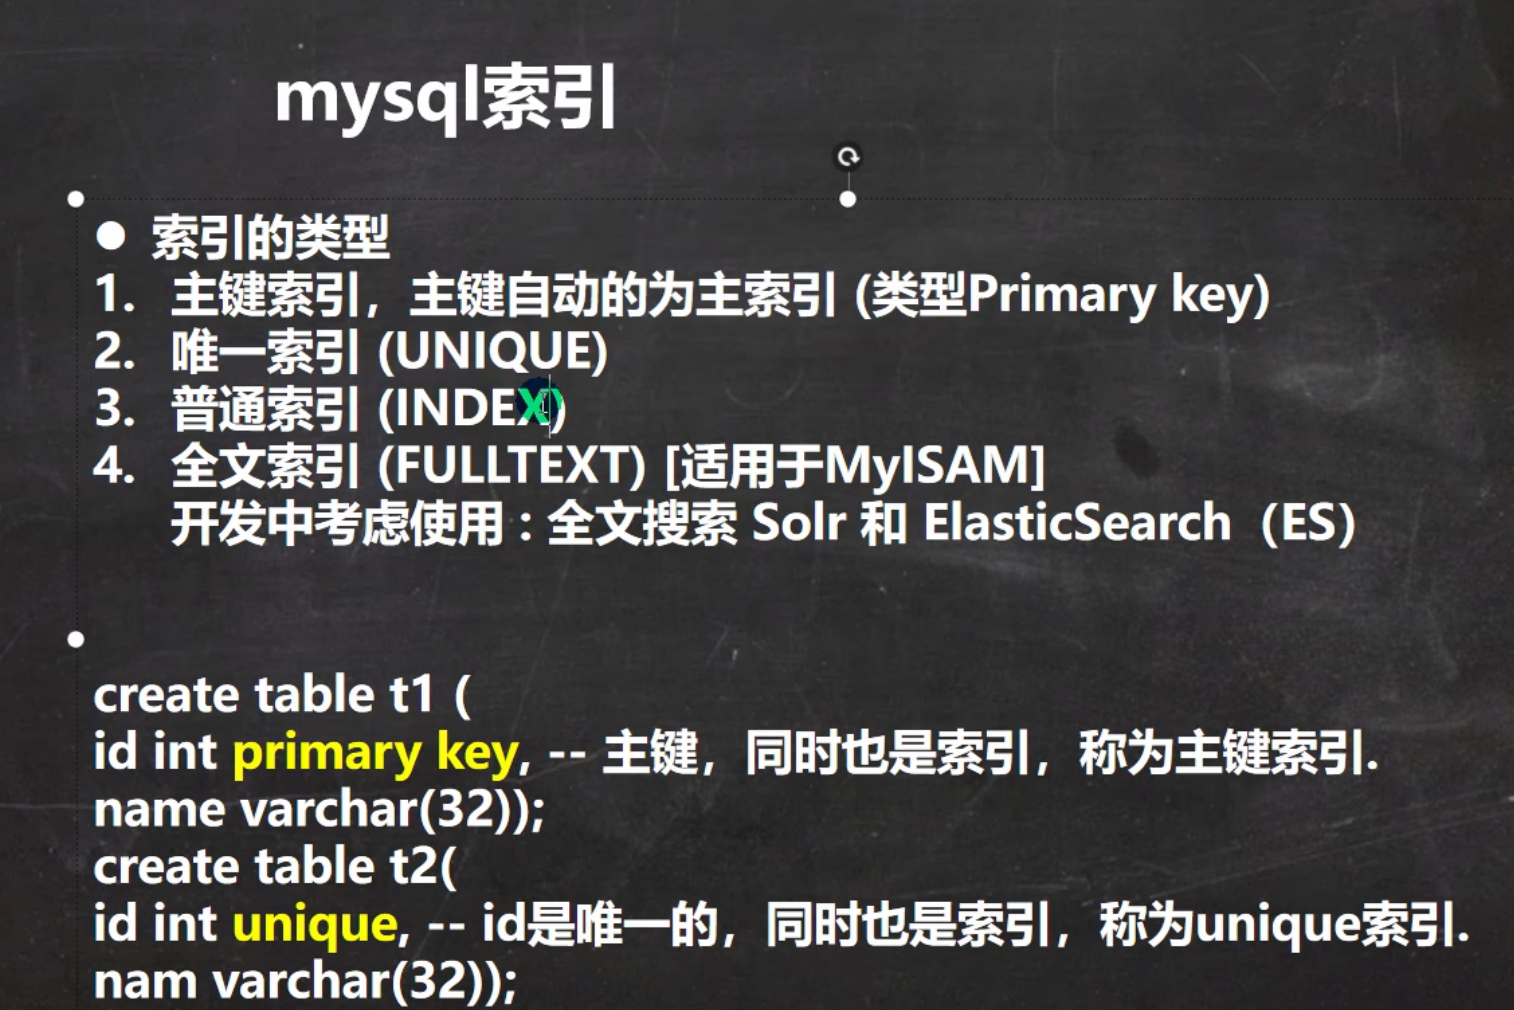 mysql索引
● 索引的类型
1. 主键索引，主键自动的为主索引 (类型Primary key)
2. 唯一索引 (UNIQUE)
3. 普通索引 (INDEX)
4. 全文索引 (FULLTEXT) [适用于MyISAM]
开发中考虑使用：全文搜索 Solr 和 ElasticSearch（ES）
create table t1 (
id int primary key, -- 主键，同时也是索引，称为主键索引.
name varchar(32));
create table t2(
id int unique, -- id是唯一的，同时也是索引，称为unique索引.
nam varchar(32));